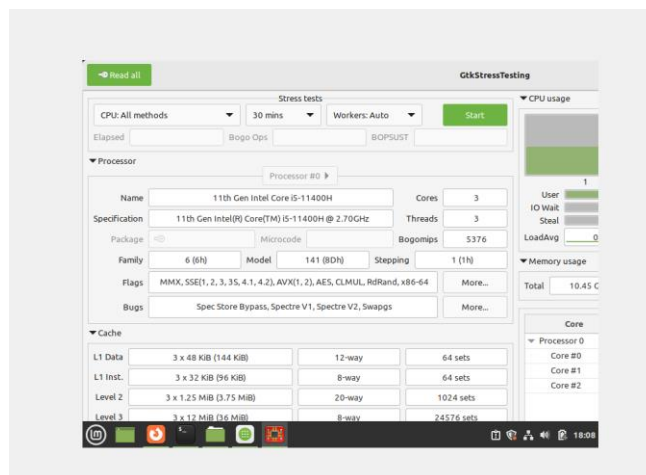 Read all
GtkStressTesting
Stress tests
CPU: All methods 30 mins Workers: Auto Start
Elapsed Bogo Ops BOPSUST
Processor
Processor #0
Name 11th Gen Intel Core i5-11400H Cores 3
Specification 11th Gen Intel(R) Core(TM) i5-11400H @ 2.70GHz Threads 3
Package Microcode Bogomips 5376
Family 6 (6h) Model 141 (8Dh) Stepping 1 (1h)
Flags MMX, SSE(1, 2, 3, 3S, 4.1, 4.2), AVX(1, 2), AES, CLMUL, RdRand, x86-64 More...
Bugs Spec Store Bypass, Spectre V1, Spectre V2, Swapgs More...
Cache
L1 Data 3 x 48 KiB (144 KiB) 12-way 64 sets
L1 Inst. 3 x 32 KiB (96 KiB) 8-way 64 sets
Level 2 3 x 1.25 MiB (3.75 MiB) 20-way 1024 sets
Level 3 3 x 12 MiB (36 MiB) 8-way 24576 sets
CPU usage
1
User
IO Wait
Steal
LoadAvg 0
Memory usage
Total 10.45 G
Core
Processor 0
Core #0
Core #1
Core #2
18:08